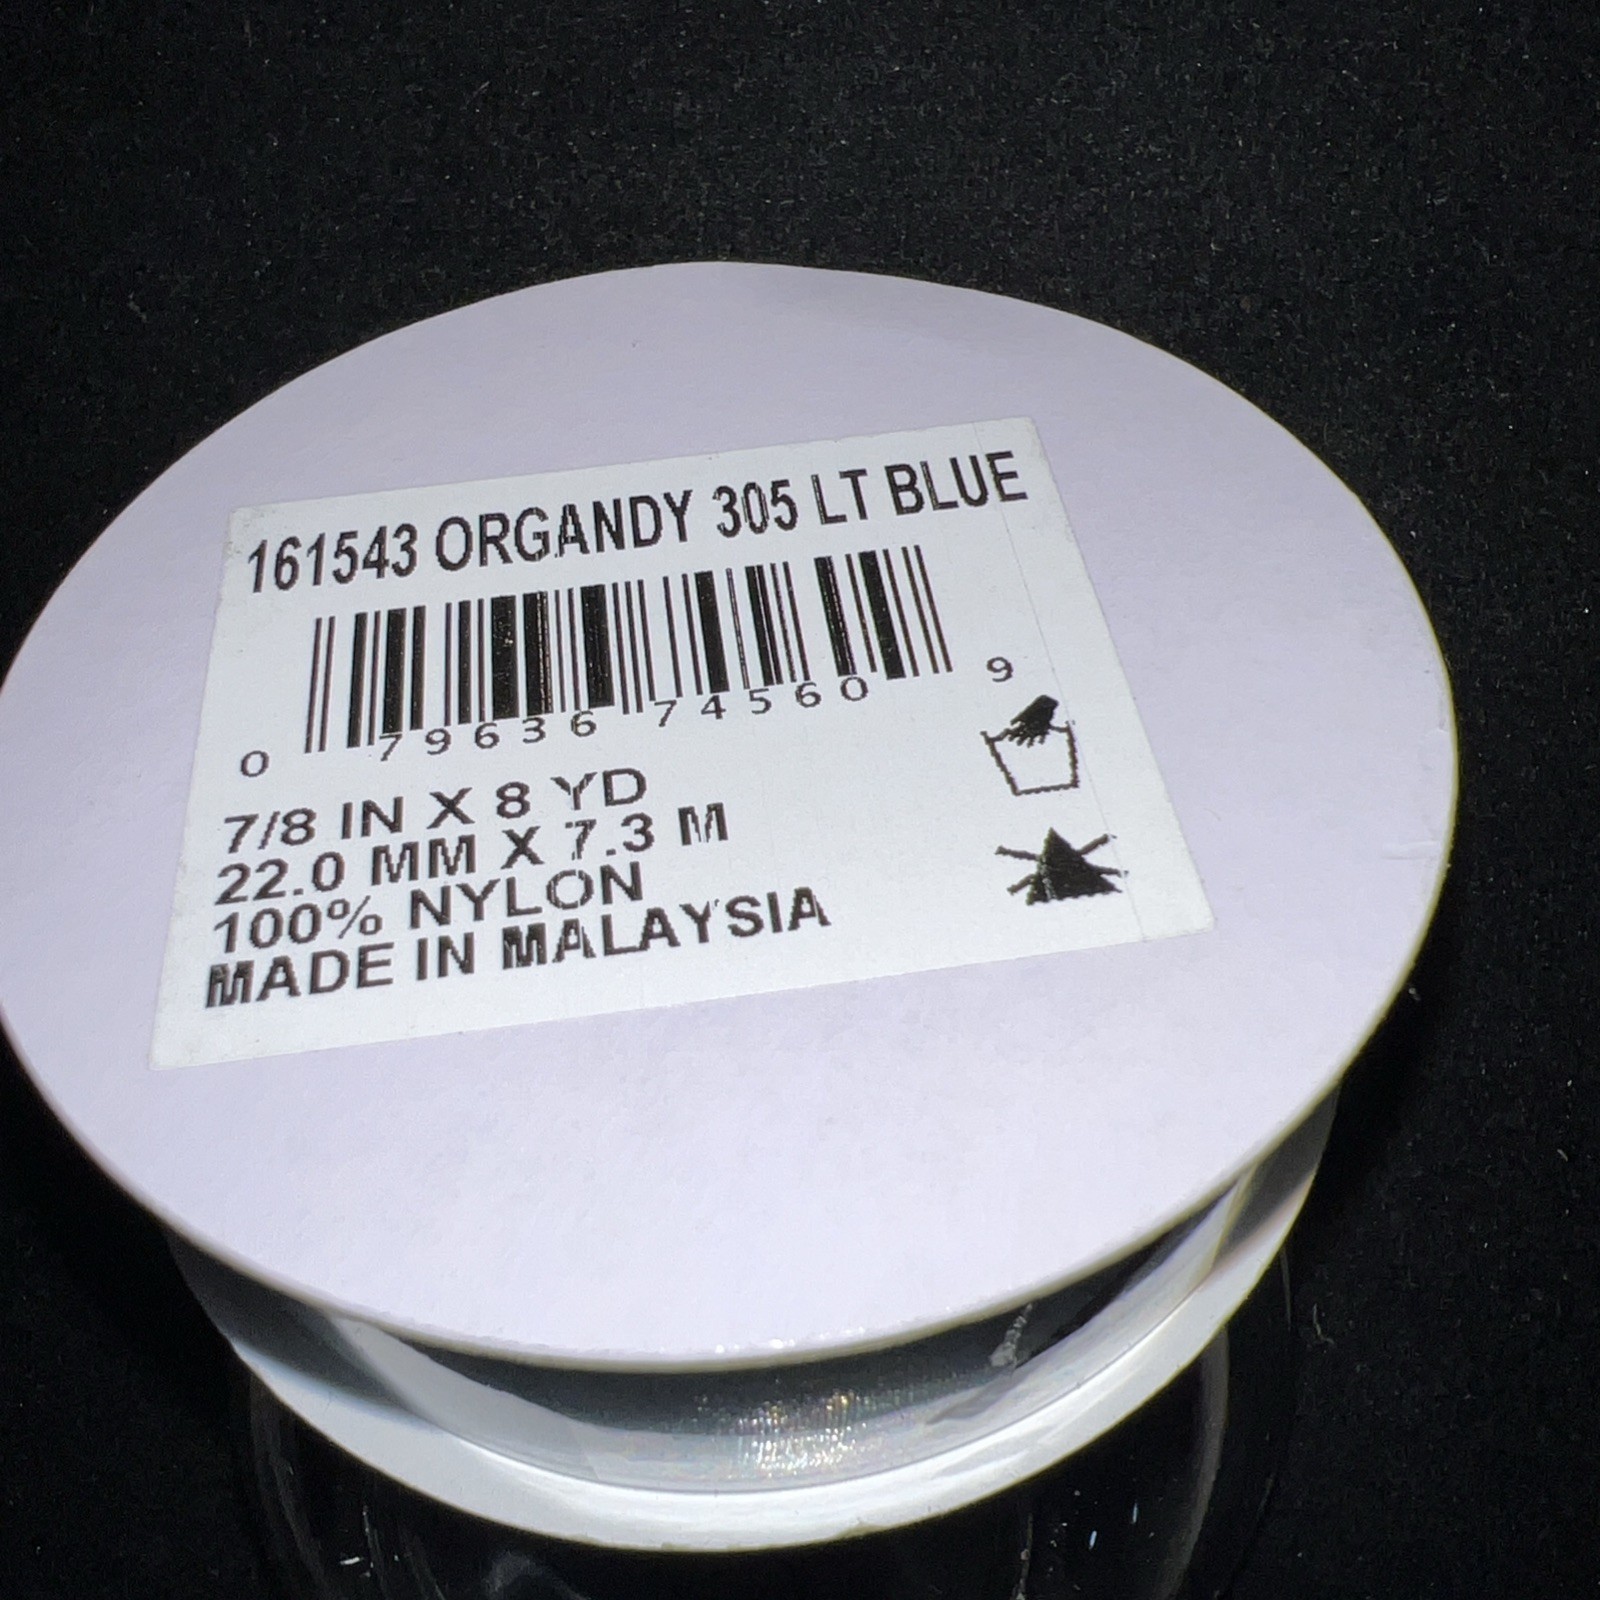 161543 ORGANDY 305 LT BLUE
0 79636 74560 9
7/8 IN X 8 YD
22.0 MM X 7.3 M
100% NYLON
MADE IN MALAYSIA